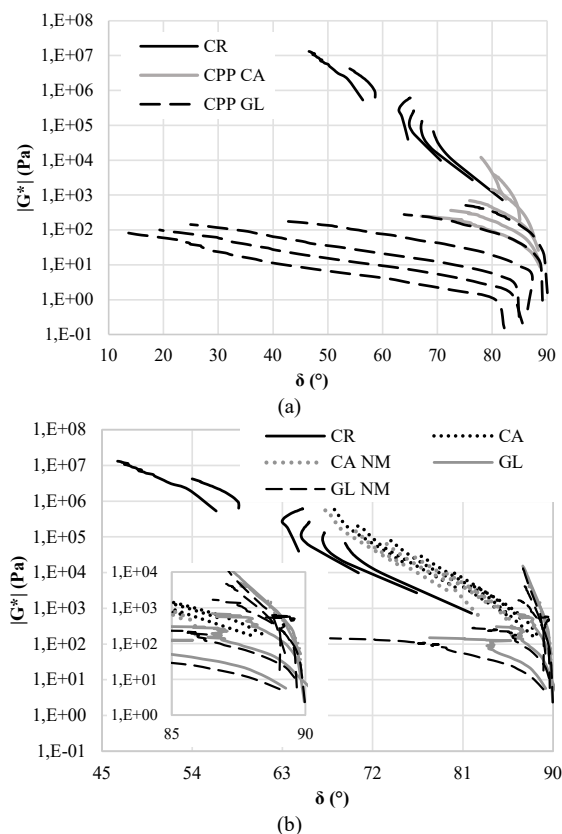 1,E+08
1,E+07
1,E+06
1,E+05
1,E+04
1,E+03
1,E+02
1,E+01
1,E+00
1,E-01
|G*| (Pa)
CR
CPP CA
CPP GL
10 20 30 40 50 60 70 80 90
δ (°)
(a)
1,E+08
1,E+07
1,E+06
1,E+05
1,E+04
1,E+03
1,E+02
1,E+01
1,E+00
1,E-01
|G*| (Pa)
CR CA
CA NM GL
GL NM
1,E+04
1,E+03
1,E+02
1,E+01
1,E+00
85 90
45 54 63 72 81 90
δ (°)
(b)